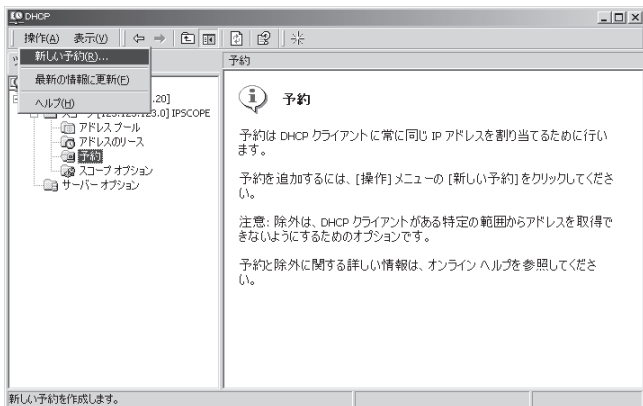 DHCP
操作(A) 表示(V)
新しい予約(R)...
最新の情報に更新(F)
ヘルプ(H)
.20]
スコープ [123.123.123.0] IPSCOPE
アドレス プール
アドレスのリース
予約
スコープ オプション
サーバー オプション
予約
予約
予約は DHCP クライアントに常に同じ IP アドレスを割り当てるために行い
ます。
予約を追加するには、[操作] メニューの [新しい予約] をクリックしてくださ
い。
注意: 除外は、DHCP クライアントがある特定の範囲からアドレスを取得で
きないようにするためのオプションです。
予約と除外に関する詳しい情報は、オンライン ヘルプを参照してくださ
い。
新しい予約を作成します。